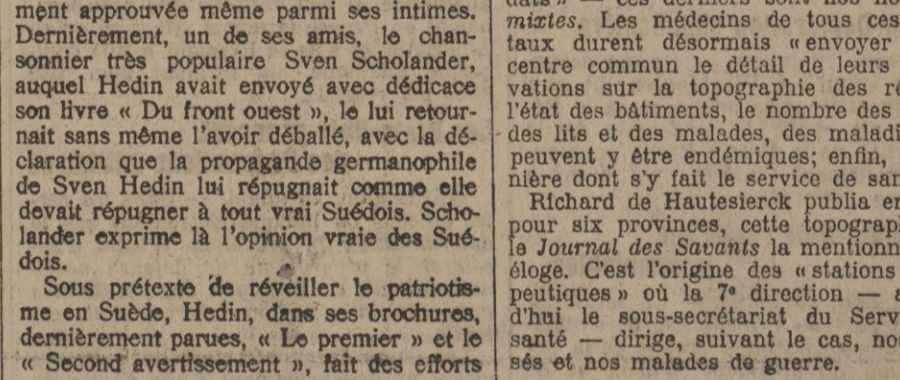 ment approuvée même parmi ses intimes.
Dernièrement, un de ses amis, le chan-
sonnier très populaire Sven Scholander,
auquel Hedin avait envoyé avec dédicace
son livre « Du front ouest », le lui retour-
nait sans même l'avoir déballé, avec la dé-
claration que la propagande germanophile
de Sven Hedin lui répugnait comme elle
devait répugner à tout vrai Suédois. Scho-
lander exprime là l'opinion vraie des Sué-
dois.
Sous prétexte de réveiller le patriotis-
me en Suède, Hedin, dans ses brochures,
dernièrement parues, « Le premier » et le
« Second avertissement », fait des efforts
mixtes. Les médecins de tous ces
taux durent désormais « envoyer
centre commun le détail de leurs
vations sur la topographie des
l'état des bâtiments, le nombre des
des lits et des malades, des maladi
peuvent y être endémiques; enfin,
nière dont s'y fait le service de san
Richard de Hautesierck publia en
pour six provinces, cette topograp
le Journal des Savants la mentionn
éloge. C'est l'origine des « stations
peutiques » où la 7e direction —
d'hui le sous-secrétariat du Serv
santé — dirige, suivant le cas, no
sés et nos malades de guerre.